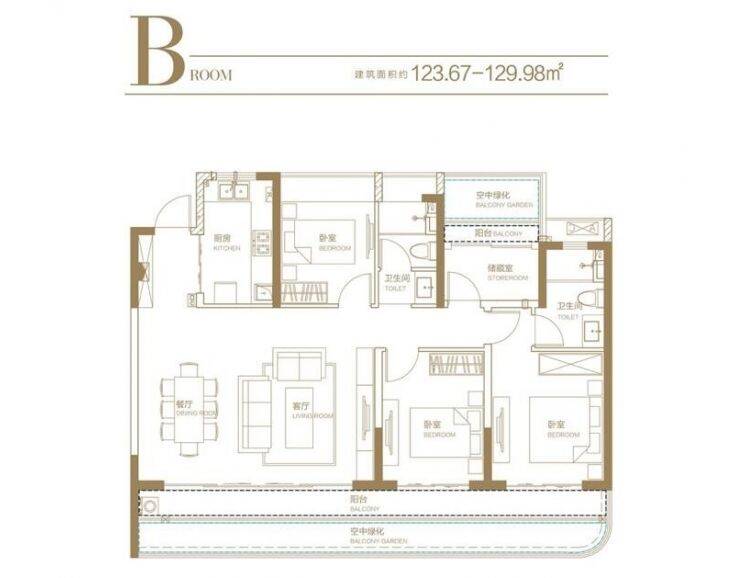 B ROOM
建筑面积约 123.67-129.98㎡
空中绿化
BALCONY GARDEN
阳台 BALCONY
厨房
KITCHEN
卧室
BEDROOM
卫生间
TOILET
储藏室
STOREROOM
卫生间
TOILET
餐厅
DINING ROOM
客厅
LIVING ROOM
卧室
BEDROOM
卧室
BEDROOM
阳台
BALCONY
空中绿化
BALCONY GARDEN